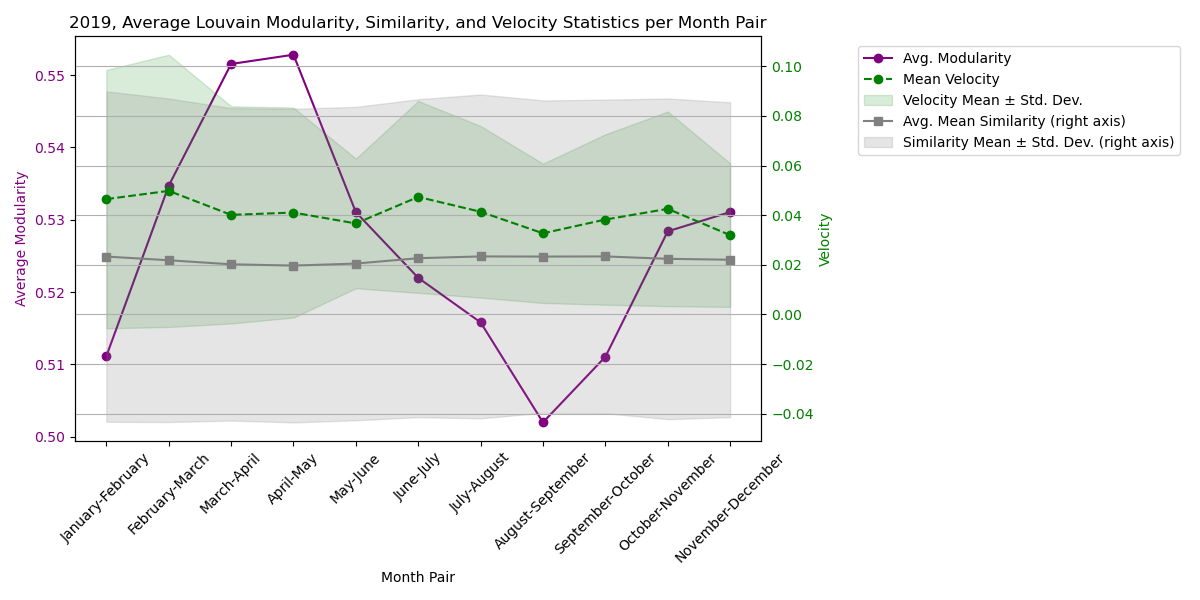 2019, Average Louvain Modularity, Similarity, and Velocity Statistics per Month Pair
Average Modularity
0.55
0.54
0.53
0.52
0.51
0.50
0.10
0.08
0.06
0.04
0.02
0.00
−0.02
−0.04
Velocity
Avg. Modularity
Mean Velocity
Velocity Mean ± Std. Dev.
Avg. Mean Similarity (right axis)
Similarity Mean ± Std. Dev. (right axis)
January-February
February-March
March-April
April-May
May-June
June-July
July-August
August-September
September-October
October-November
November-December
Month Pair